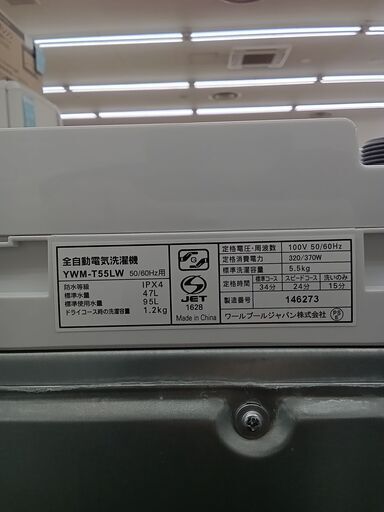 全自動電気洗濯機
YWM-T55LW 50/60Hz用
防水等級 IPX4
標準水量 47L
標準使用水量 95L
ドライコース時の洗濯容量 1.2kg
JET
1628
Made in China
定格電圧・周波数 100V 50/60Hz
定格消費電力 320/370W
定格洗濯容量 5.5kg
定格時間 標準コース スピードコース 洗いのみ
34分 24分 15分
製造番号 146273
ワールプールジャパン株式会社